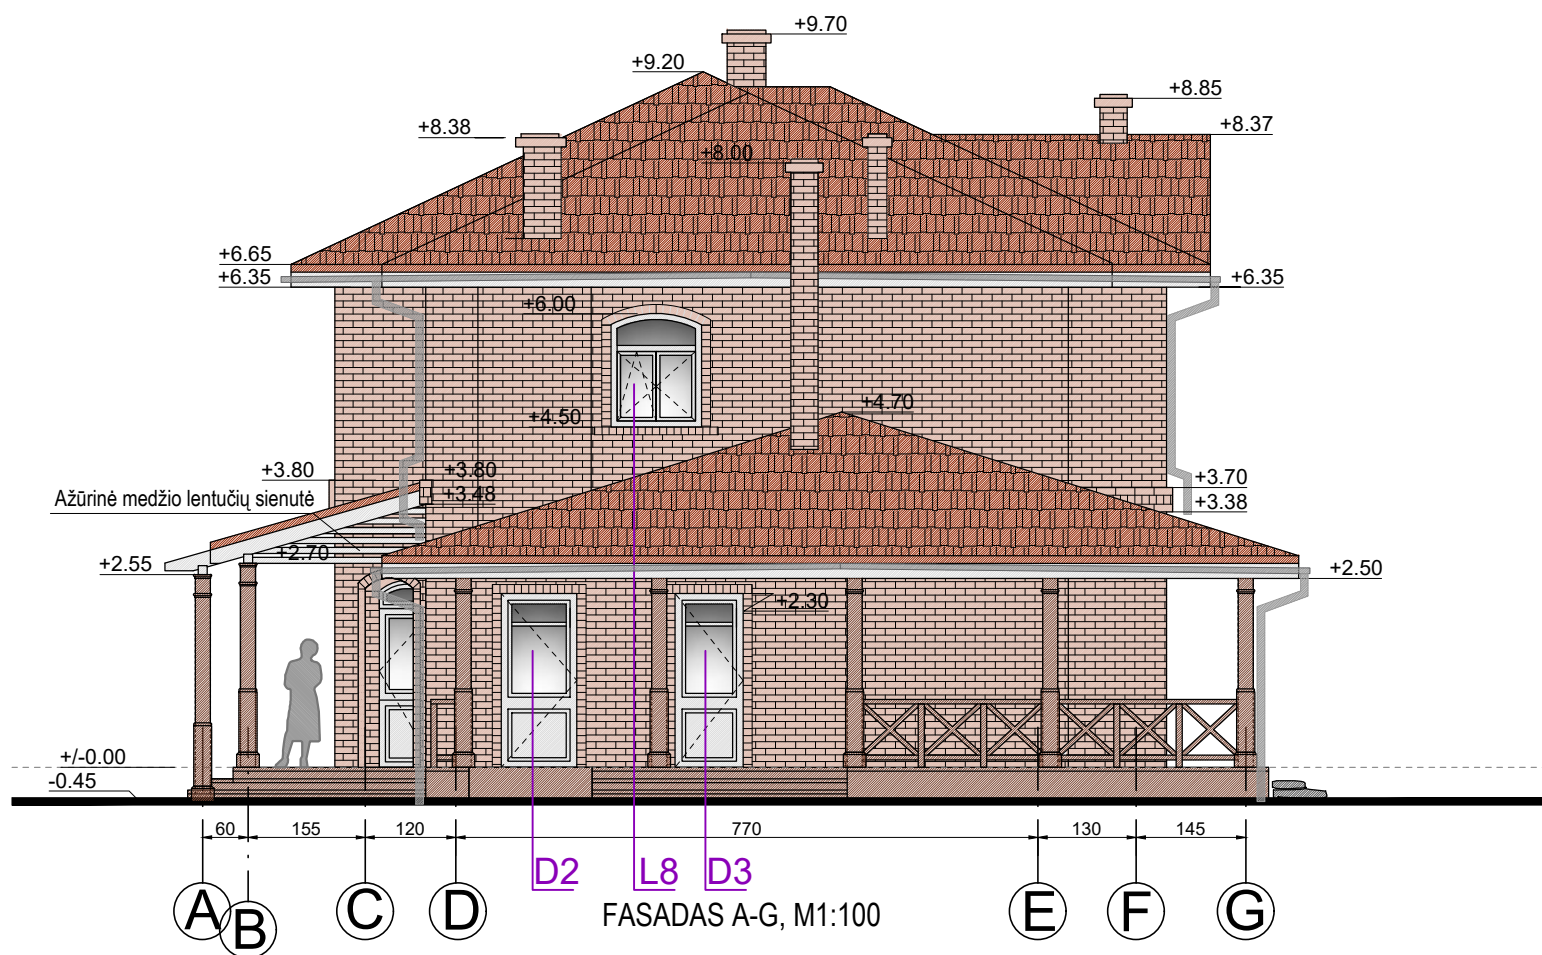 +9.70
+9.20
+8.85
+8.38
+8.37
+8.00
+6.65
+6.35
+6.35
+6.00
+4.70
+4.50
+3.80
+3.80
+3.70
+3.48
+3.38
Ažūrinė medžio lentučių sienutė
+2.70
+2.55
+2.50
+2.30
+/-0.00
-0.45
60
155
120
770
130
145
D2
L8
D3
A
B
C
D
E
F
G
FASADAS A-G, M1:100